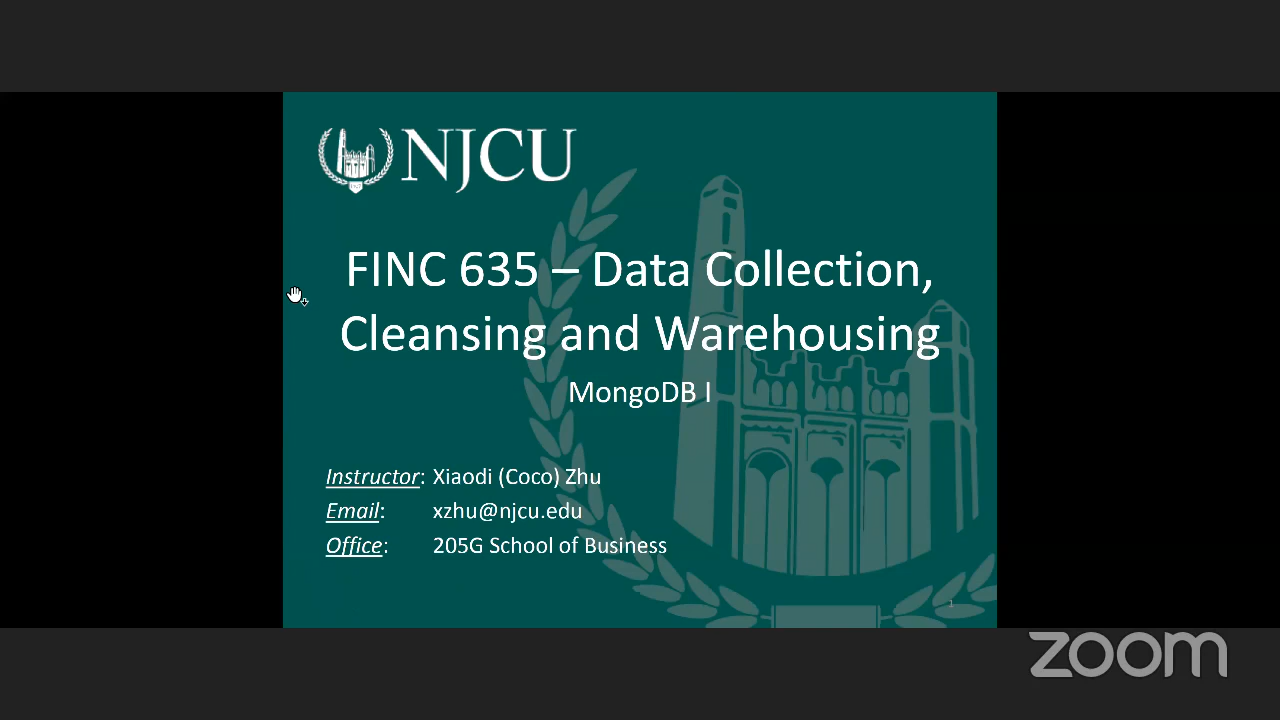 NJCU
FINC 635 – Data Collection,
Cleansing and Warehousing
MongoDB I
Instructor: Xiaodi (Coco) Zhu
Email: xzhu@njcu.edu
Office: 205G School of Business
1
zoom